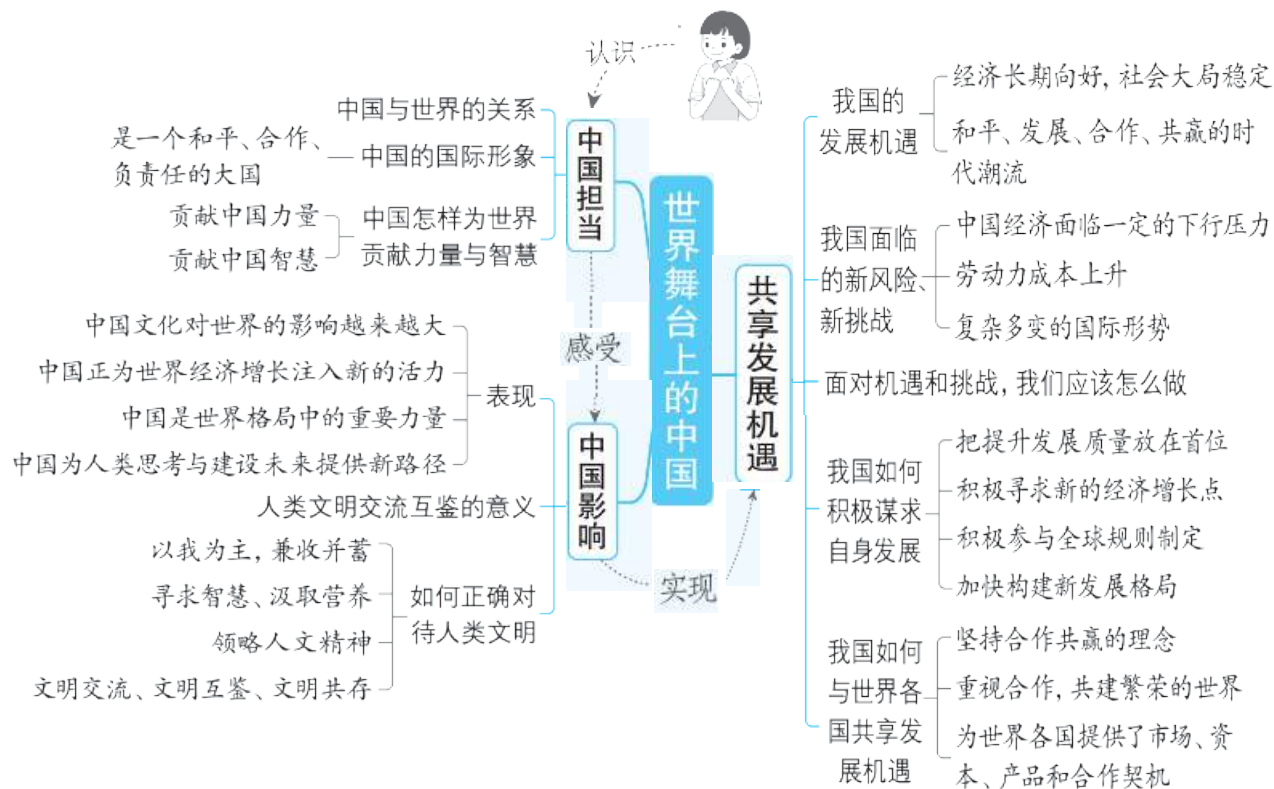 认识
中国担当
中国与世界的关系
中国的国际形象
是一个和平、合作、
负责任的大国
中国怎样为世界
贡献力量与智慧
贡献中国力量
贡献中国智慧
感受
中国影响
表现
中国文化对世界的影响越来越大
中国正为世界经济增长注入新的活力
中国是世界格局中的重要力量
中国为人类思考与建设未来提供新路径
人类文明交流互鉴的意义
如何正确对
待人类文明
以我为主，兼收并蓄
寻求智慧、汲取营养
领略人文精神
文明交流、文明互鉴、文明共存
实现
世界舞台上的中国
共享发展机遇
我国的
发展机遇
经济长期向好，社会大局稳定
和平、发展、合作、共赢的时
代潮流
我国面临
的新风险、
新挑战
中国经济面临一定的下行压力
劳动力成本上升
复杂多变的国际形势
面对机遇和挑战，我们应该怎么做
我国如何
积极谋求
自身发展
把提升发展质量放在首位
积极寻求新的经济增长点
积极参与全球规则制定
加快构建新发展格局
我国如何
与世界各
国共享发
展机遇
坚持合作共赢的理念
重视合作，共建繁荣的世界
为世界各国提供了市场、资
本、产品和合作契机